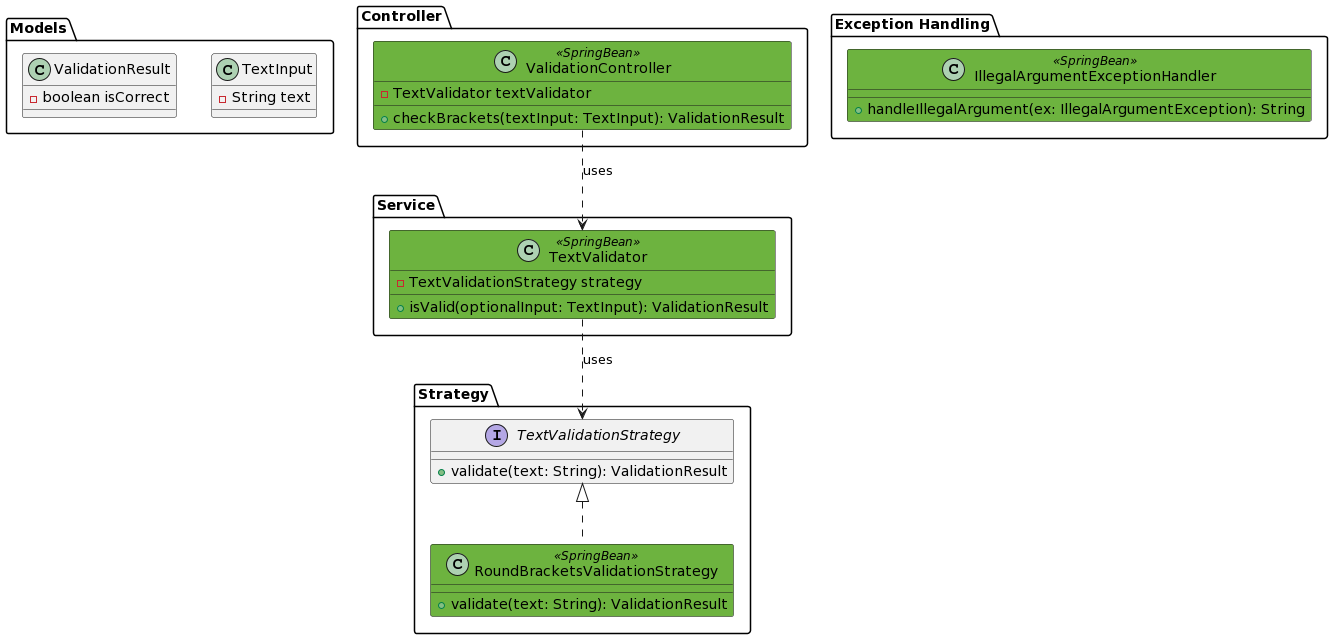 Models
C ValidationResult
boolean isCorrect
C TextInput
String text
Controller
«SpringBean»
C ValidationController
TextValidator textValidator
checkBrackets(textInput: TextInput): ValidationResult
Exception Handling
«SpringBean»
C IllegalArgumentExceptionHandler
handleIllegalArgument(ex: IllegalArgumentException): String
uses
Service
«SpringBean»
C TextValidator
TextValidationStrategy strategy
isValid(optionalInput: TextInput): ValidationResult
uses
Strategy
I TextValidationStrategy
validate(text: String): ValidationResult
«SpringBean»
C RoundBracketsValidationStrategy
validate(text: String): ValidationResult